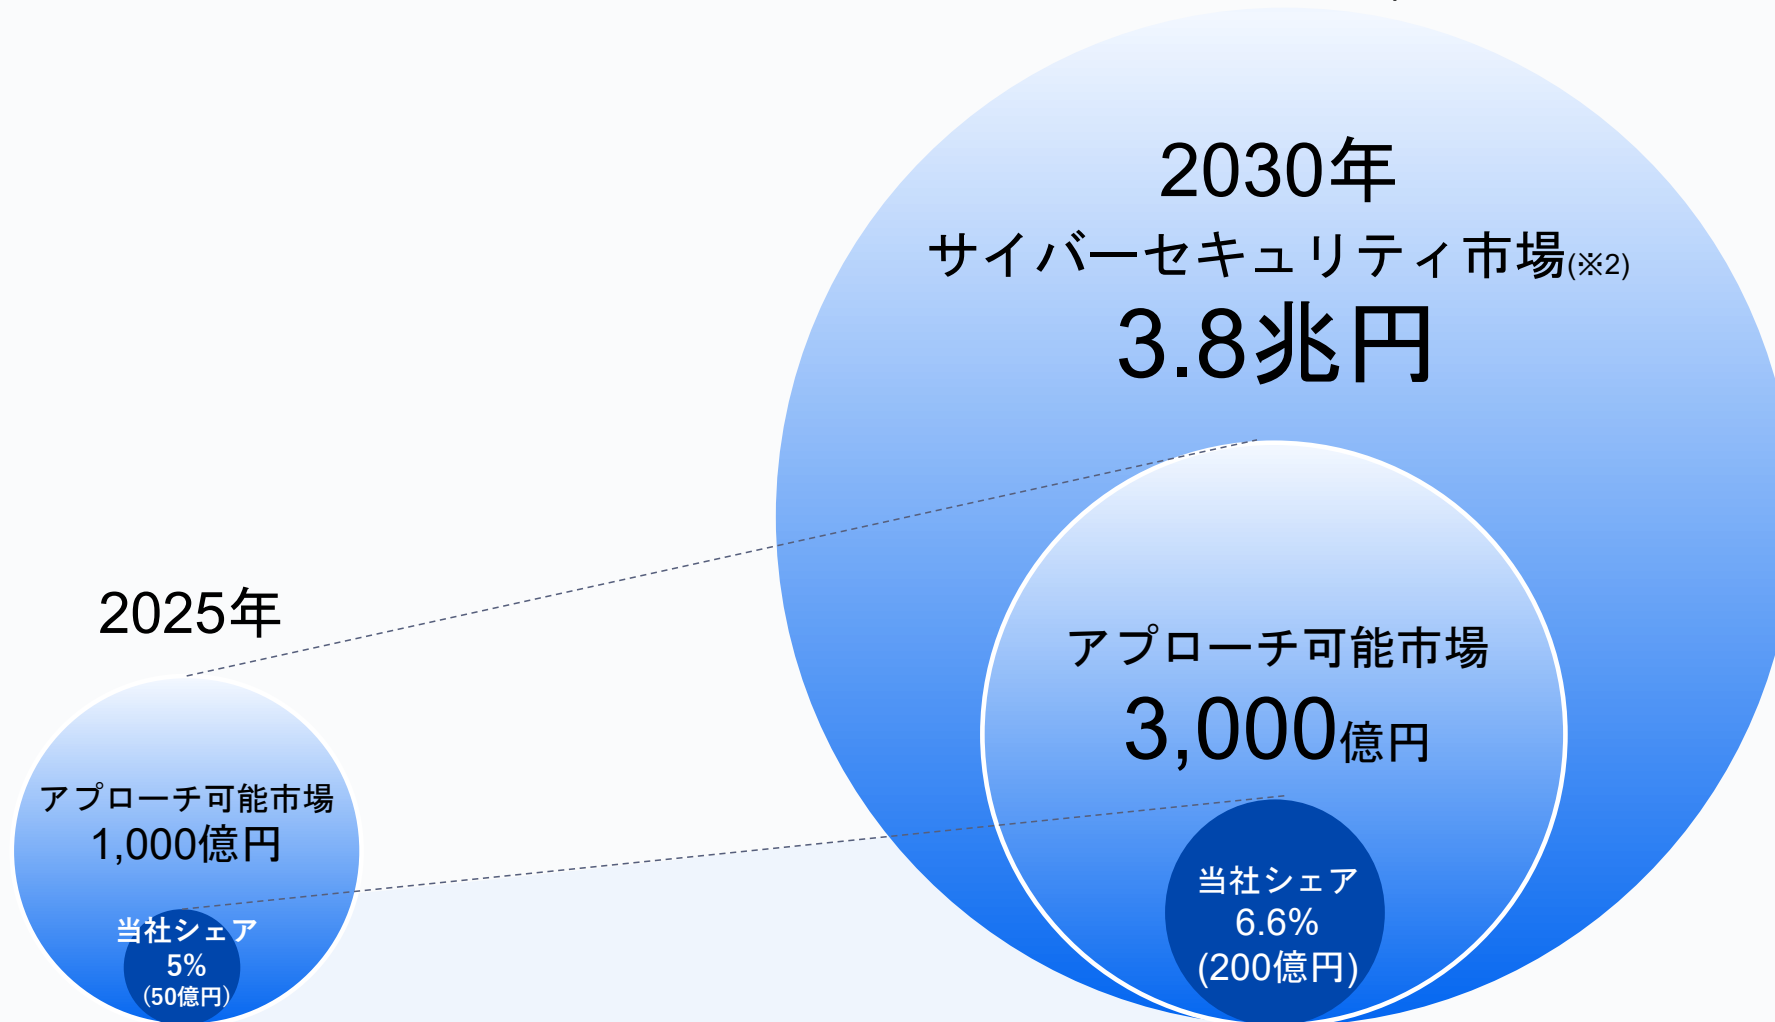 2025年
アプローチ可能市場
1,000億円
当社シェア
5%
(50億円)
2030年
サイバーセキュリティ市場(※2)
3.8兆円
アプローチ可能市場
3,000億円
当社シェア
6.6%
(200億円)